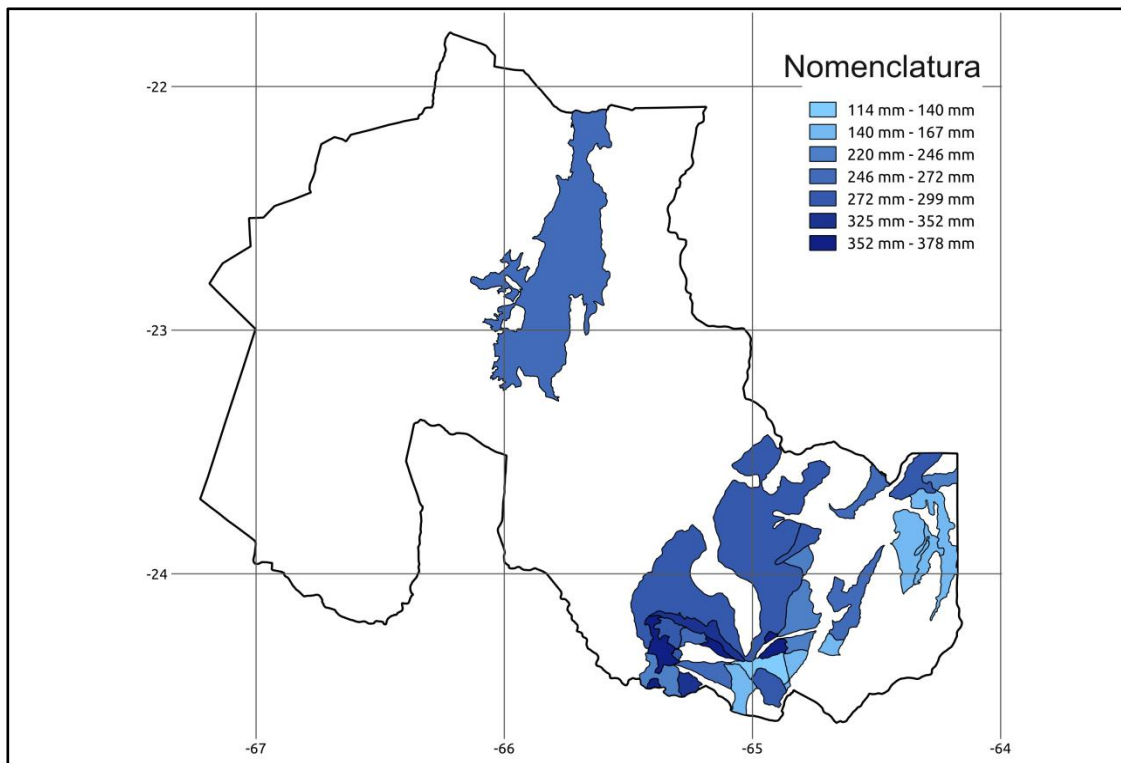 Nomenclatura
114 mm - 140 mm
140 mm - 167 mm
220 mm - 246 mm
246 mm - 272 mm
272 mm - 299 mm
325 mm - 352 mm
352 mm - 378 mm
-22
-23
-24
-67 -66 -65 -64